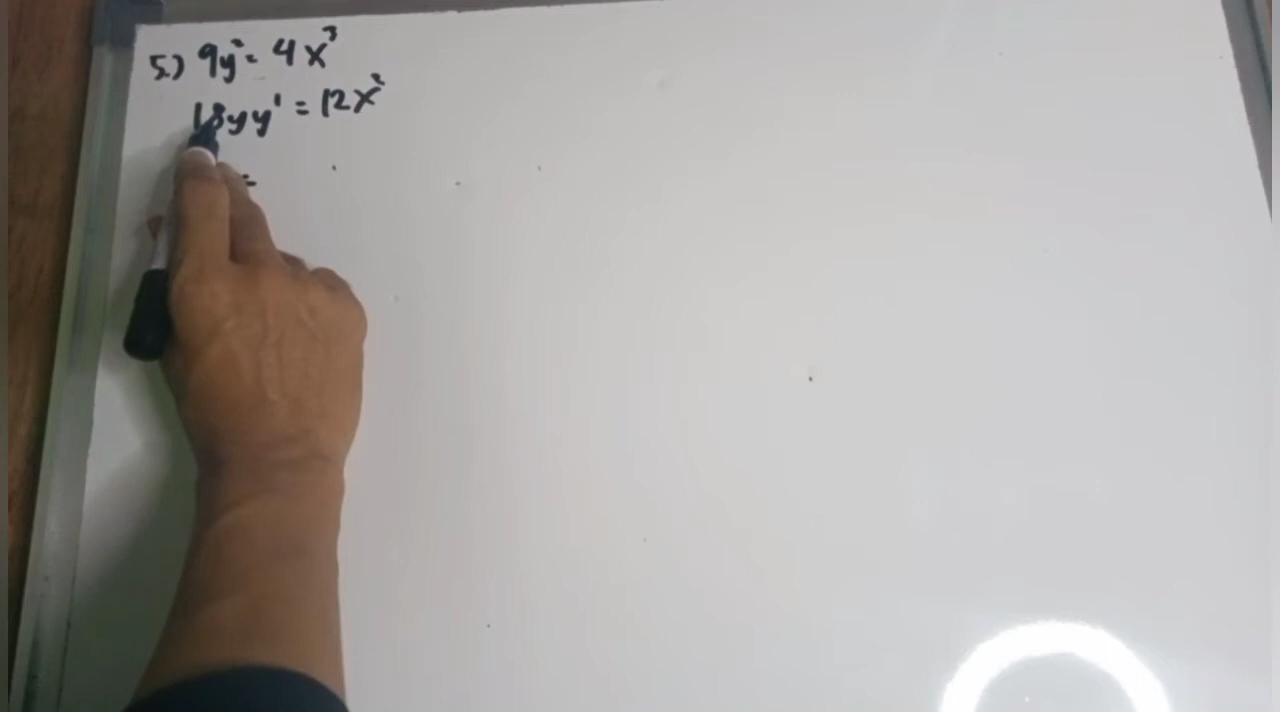 5.) 9y² = 4x³
18yy' = 12x²
=